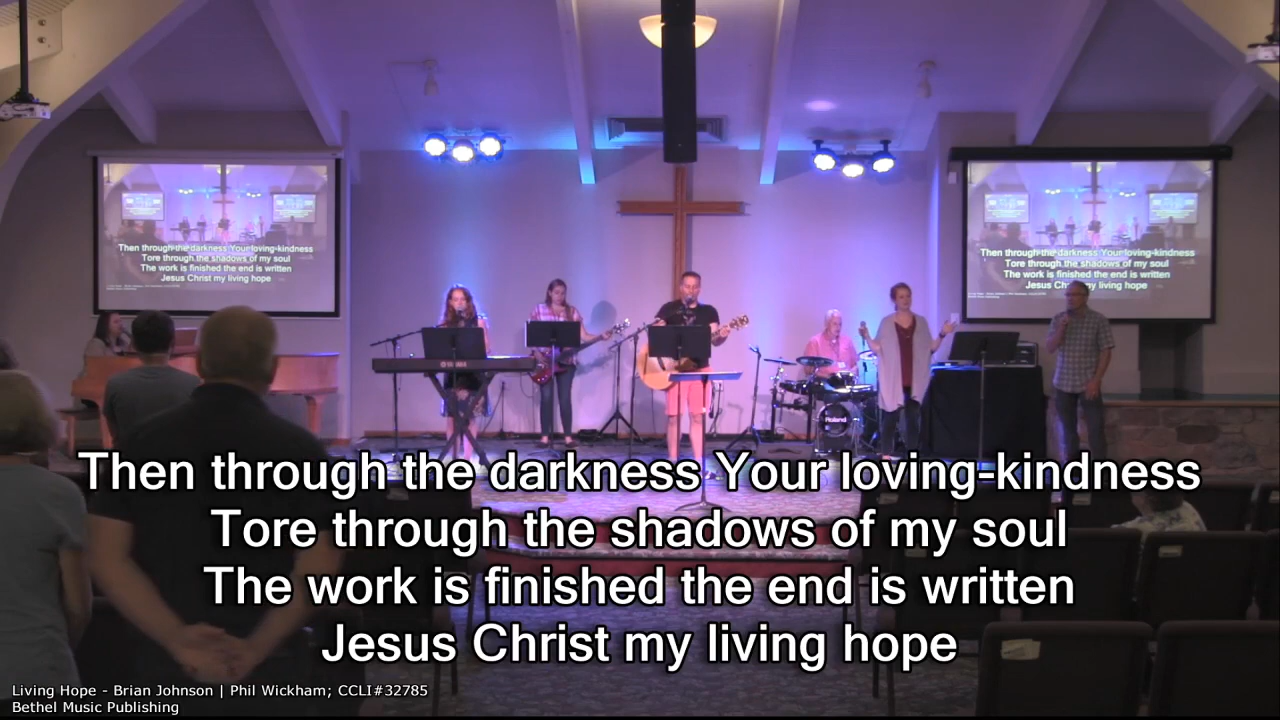 Then through the darkness Your loving-kindness
Tore through the shadows of my soul
The work is finished the end is written
Jesus Christ my living hope
Then through the darkness Your loving-kindness
Tore through the shadows of my soul
The work is finished the end is written
Jesus Christ my living hope
Roland
Then through the darkness Your loving-kindness
Tore through the shadows of my soul
The work is finished the end is written
Jesus Christ my living hope
Living Hope - Brian Johnson | Phil Wickham; CCLI#32785
Bethel Music Publishing